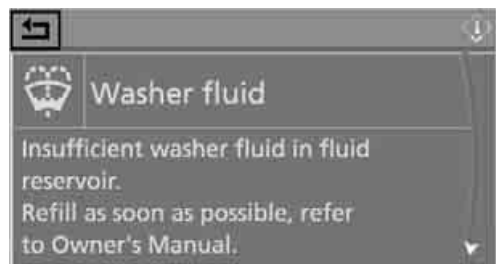 Washer fluid
Insufficient washer fluid in fluid
reservoir.
Refill as soon as possible, refer
to Owner's Manual.